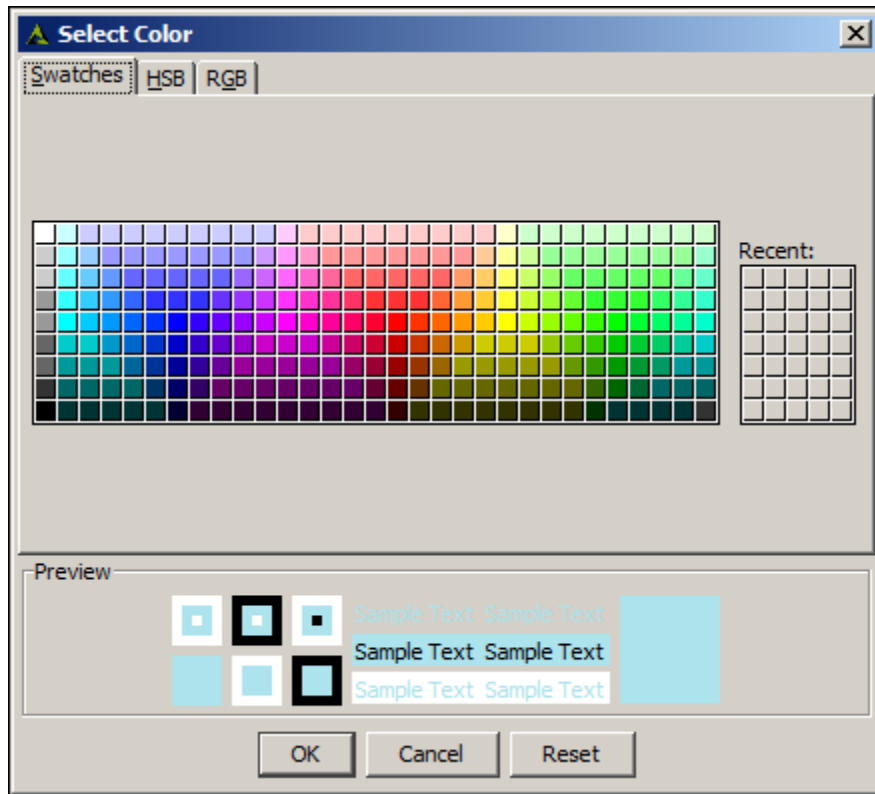 Select Color
Swatches HSB RGB
Recent:
Preview
Sample Text Sample Text
Sample Text Sample Text
Sample Text Sample Text
OK Cancel Reset